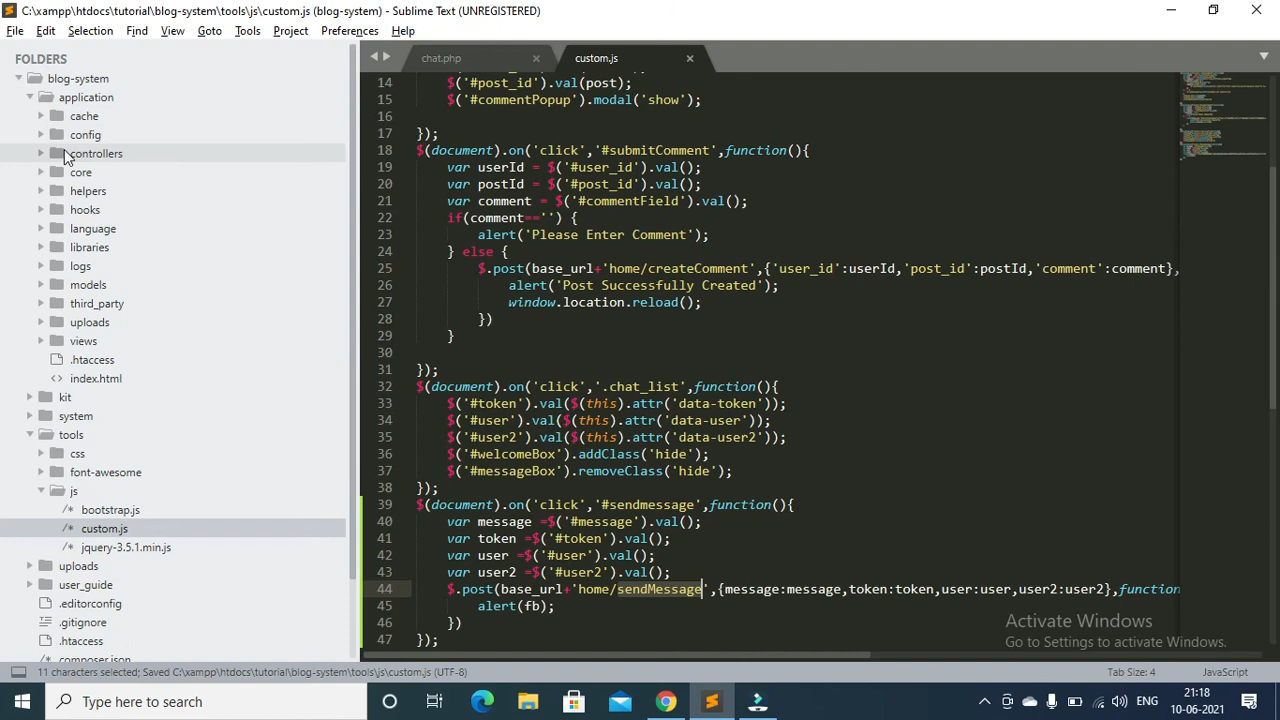 C:\xampp\htdocs\tutorial\blog-system\tools\js\custom.js (blog-system) - Sublime Text (UNREGISTERED)
File Edit Selection Find View Goto Tools Project Preferences Help
FOLDERS
blog-system
application
cache
config
controllers
core
helpers
hooks
language
libraries
logs
models
third_party
uploads
views
.htaccess
index.html
kit
system
tools
css
font-awesome
js
/* bootstrap.js
/* custom.js
/* jquery-3.5.1.min.js
uploads
user_guide
.editorconfig
.gitignore
.htaccess
composer.json
chat.php
custom.js
14 $('#post_id').val(post);
15 $('#commentPopup').modal('show');
16
17 });
18 $(document).on('click','#submitComment',function(){
19 var userId = $('#user_id').val();
20 var postId = $('#post_id').val();
21 var comment = $('#commentField').val();
22 if(comment=='') {
23 alert('Please Enter Comment');
24 } else {
25 $.post(base_url+'home/createComment',{'user_id':userId,'post_id':postId,'comment':comment},
26 alert('Post Successfully Created');
27 window.location.reload();
28 })
29 }
30
31 });
32 $(document).on('click','.chat_list',function(){
33 $('#token').val($(this).attr('data-token'));
34 $('#user').val($(this).attr('data-user'));
35 $('#user2').val($(this).attr('data-user2'));
36 $('#welcomeBox').addClass('hide');
37 $('#messageBox').removeClass('hide');
38 });
39 $(document).on('click','#sendmessage',function(){
40 var message =$('#message').val();
41 var token =$('#token').val();
42 var user =$('#user').val();
43 var user2 =$('#user2').val();
44 $.post(base_url+'home/sendMessage',{message:message,token:token,user:user,user2:user2},function
45 alert(fb);
46 })
47 });
Activate Windows
Go to Settings to activate Windows.
11 characters selected; Saved C:\xampp\htdocs\tutorial\blog-system\tools\js\custom.js (UTF-8)
Tab Size: 4
JavaScript
Type here to search
ENG
21:18
10-06-2021